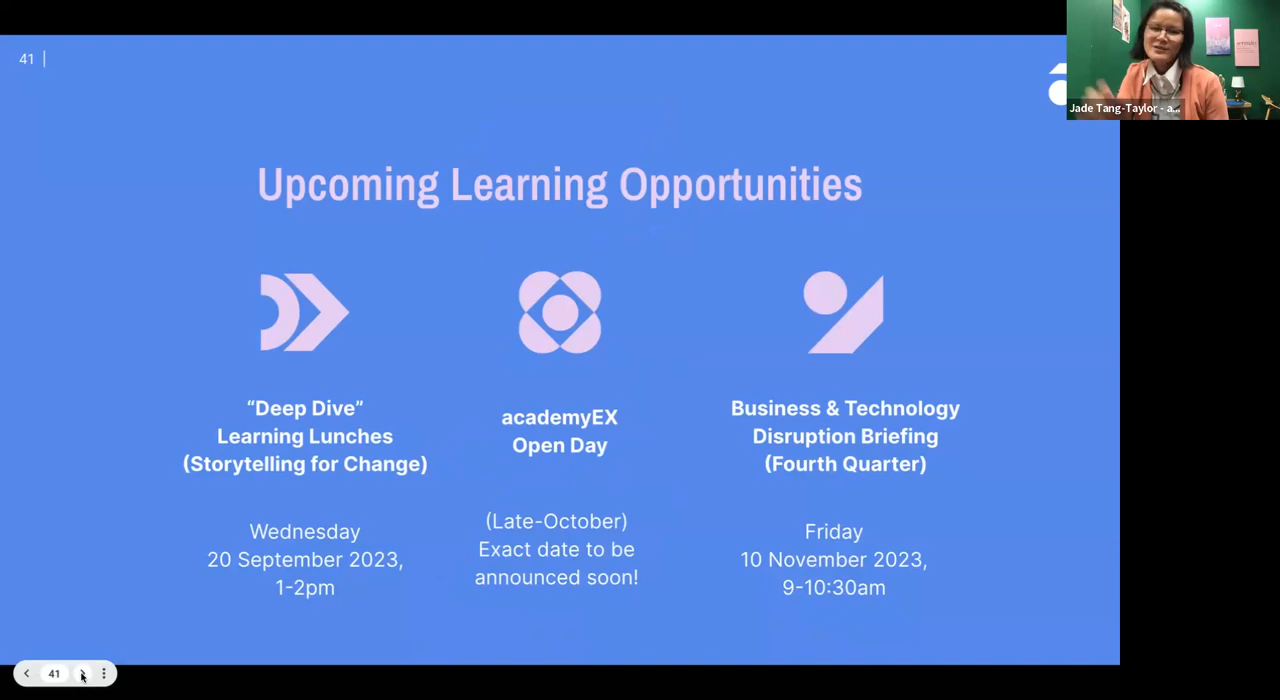 41
Jade Tang-Taylor - a...
Upcoming Learning Opportunities
“Deep Dive”
Learning Lunches
(Storytelling for Change)
academyEX
Open Day
Business & Technology
Disruption Briefing
(Fourth Quarter)
Wednesday
20 September 2023,
1-2pm
(Late-October)
Exact date to be
announced soon!
Friday
10 November 2023,
9-10:30am
41